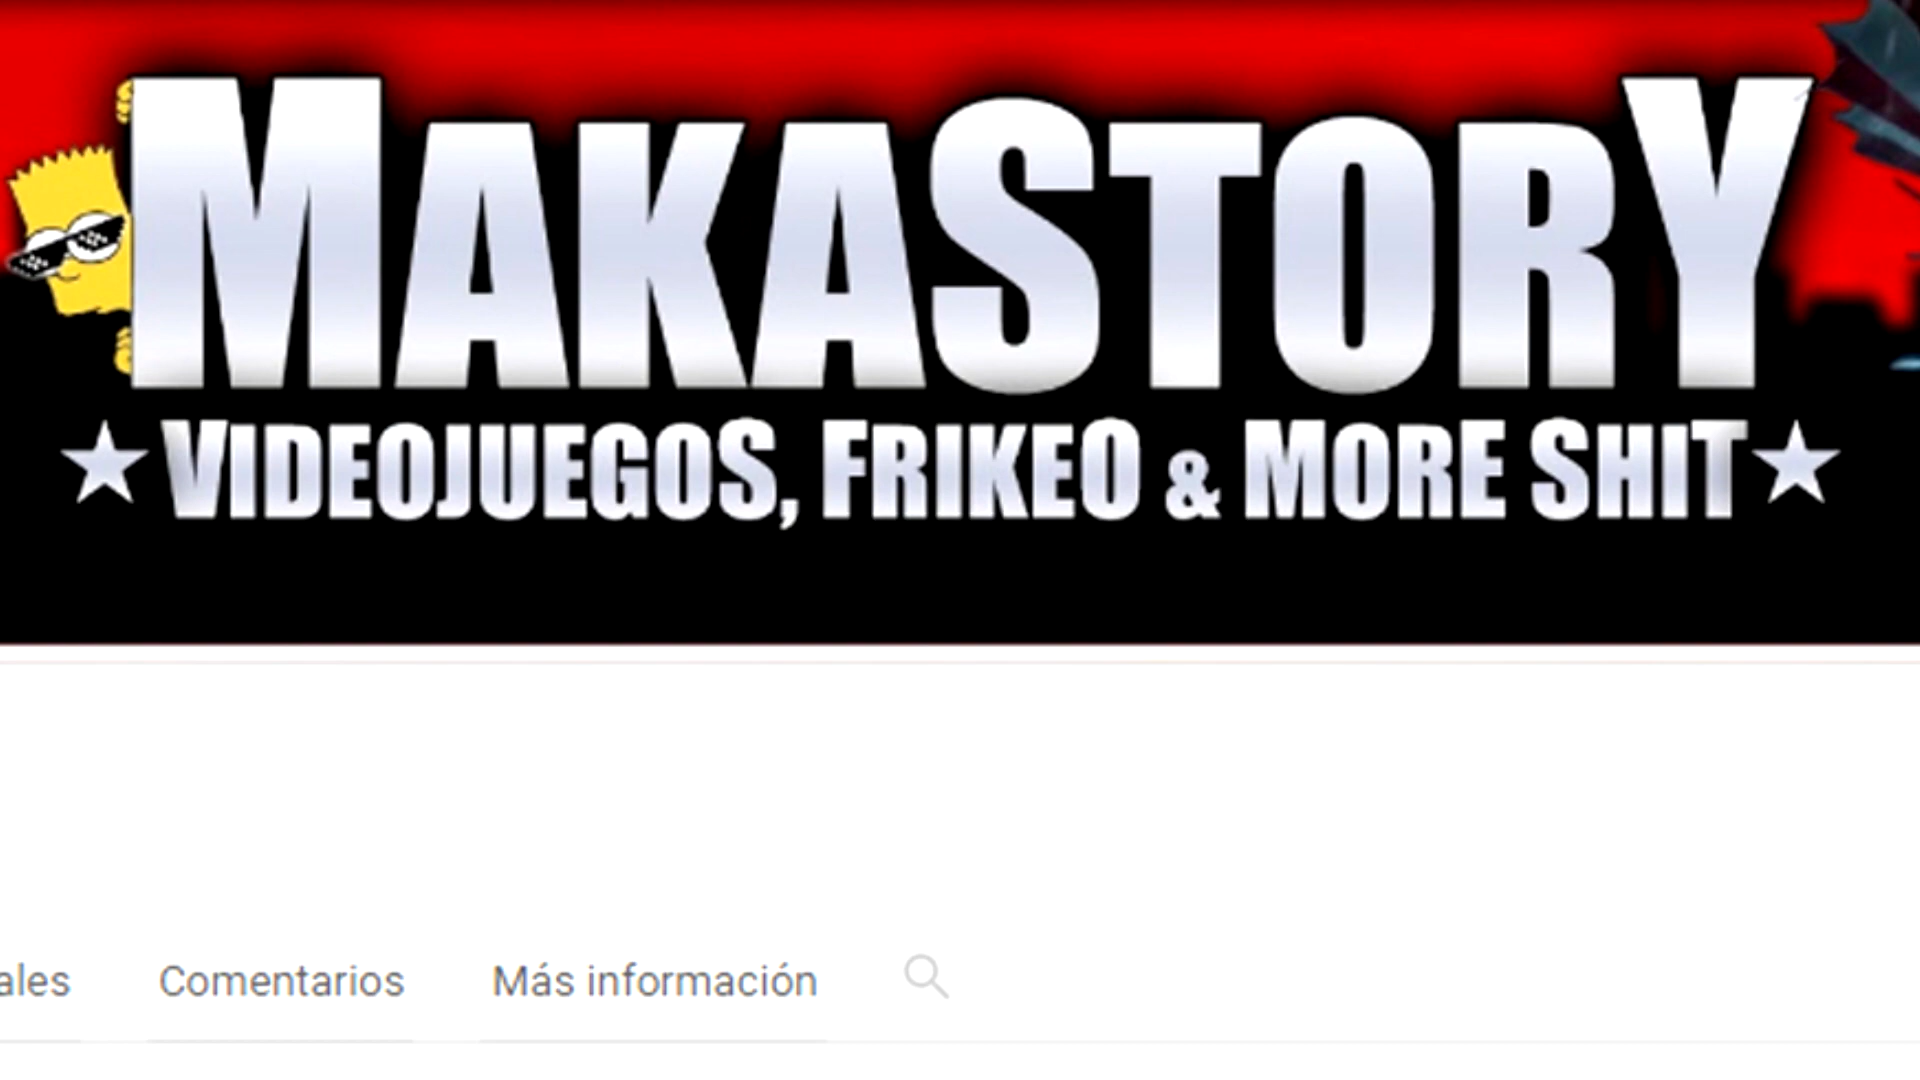 MAKASTORY
★ VIDEOJUEGOS, FRIKEO & MORE SHIT ★
ales Comentarios Más información